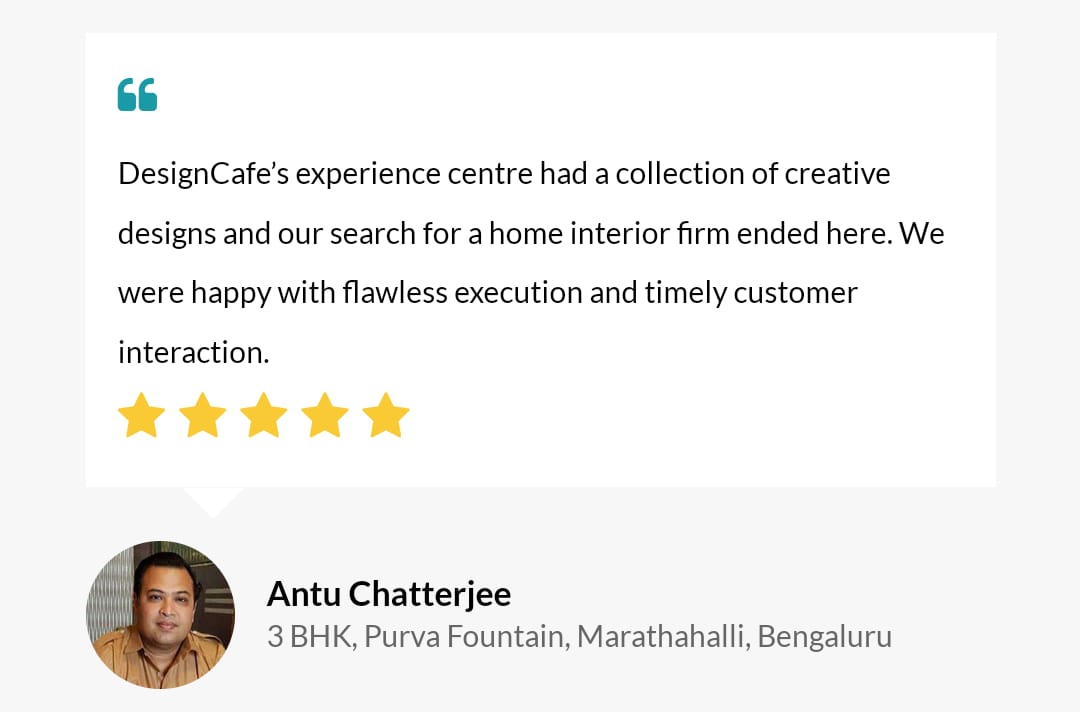 DesignCafe’s experience centre had a collection of creative
designs and our search for a home interior firm ended here. We
were happy with flawless execution and timely customer
interaction.
Antu Chatterjee
3 BHK, Purva Fountain, Marathahalli, Bengaluru